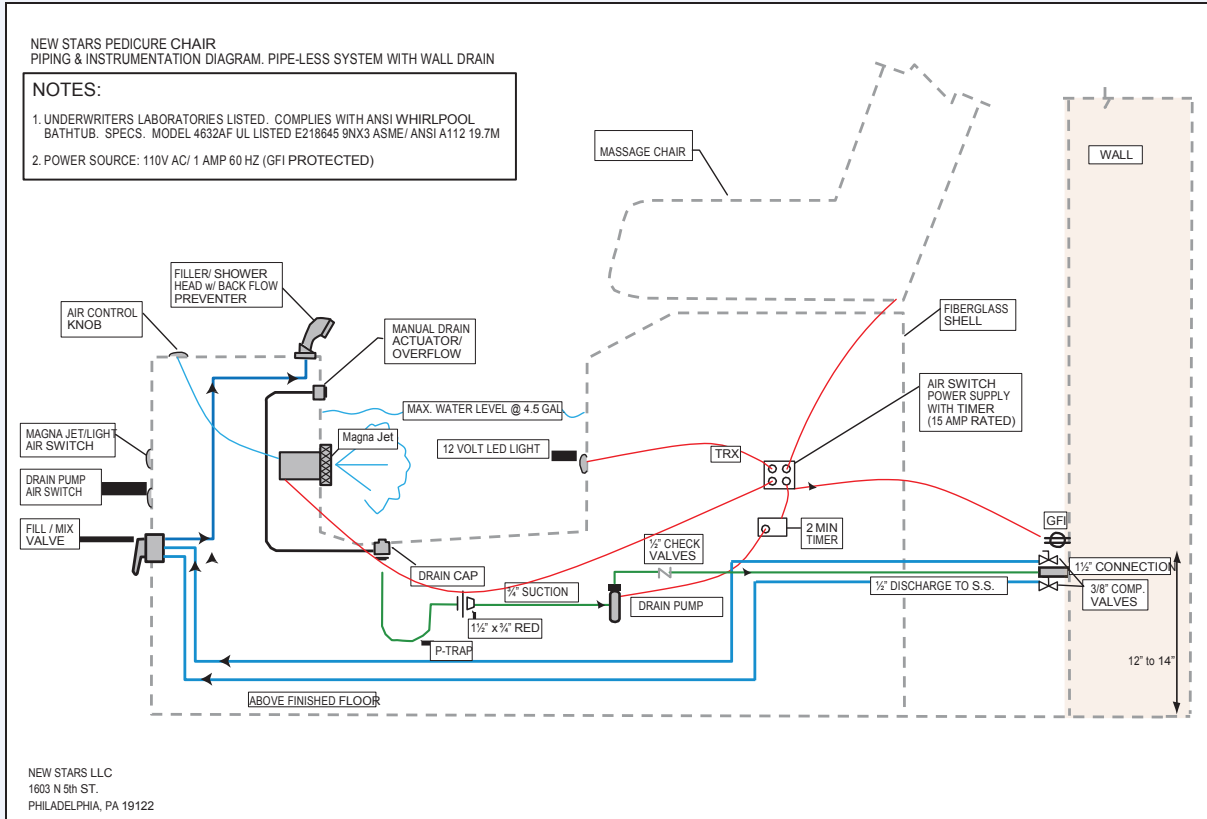 NEW STARS PEDICURE CHAIR
PIPING & INSTRUMENTATION DIAGRAM. PIPE-LESS SYSTEM WITH WALL DRAIN
NOTES:
1. UNDERWRITERS LABORATORIES LISTED. COMPLIES WITH ANSI WHIRLPOOL
BATHTUB. SPECS. MODEL 4632AF UL LISTED E218645 9NX3 ASME/ ANSI A112 19.7M
2. POWER SOURCE: 110V AC/ 1 AMP 60 HZ (GFI PROTECTED)
MASSAGE CHAIR
WALL
FILLER/ SHOWER
HEAD w/ BACK FLOW
PREVENTER
AIR CONTROL
KNOB
MANUAL DRAIN
ACTUATOR/
OVERFLOW
FIBERGLASS
SHELL
AIR SWITCH
POWER SUPPLY
WITH TIMER
(15 AMP RATED)
MAX. WATER LEVEL @ 4.5 GAL
MAGNA JET/LIGHT
AIR SWITCH
Magna Jet
12 VOLT LED LIGHT
TRX
DRAIN PUMP
AIR SWITCH
FILL / MIX
VALVE
GFI
2 MIN
TIMER
½" CHECK
VALVES
DRAIN CAP
1½" CONNECTION
¾" SUCTION
½" DISCHARGE TO S.S.
3/8" COMP.
VALVES
DRAIN PUMP
1½" x ¾" RED
P-TRAP
12" to 14"
ABOVE FINISHED FLOOR
NEW STARS LLC
1603 N 5th ST.
PHILADELPHIA, PA 19122